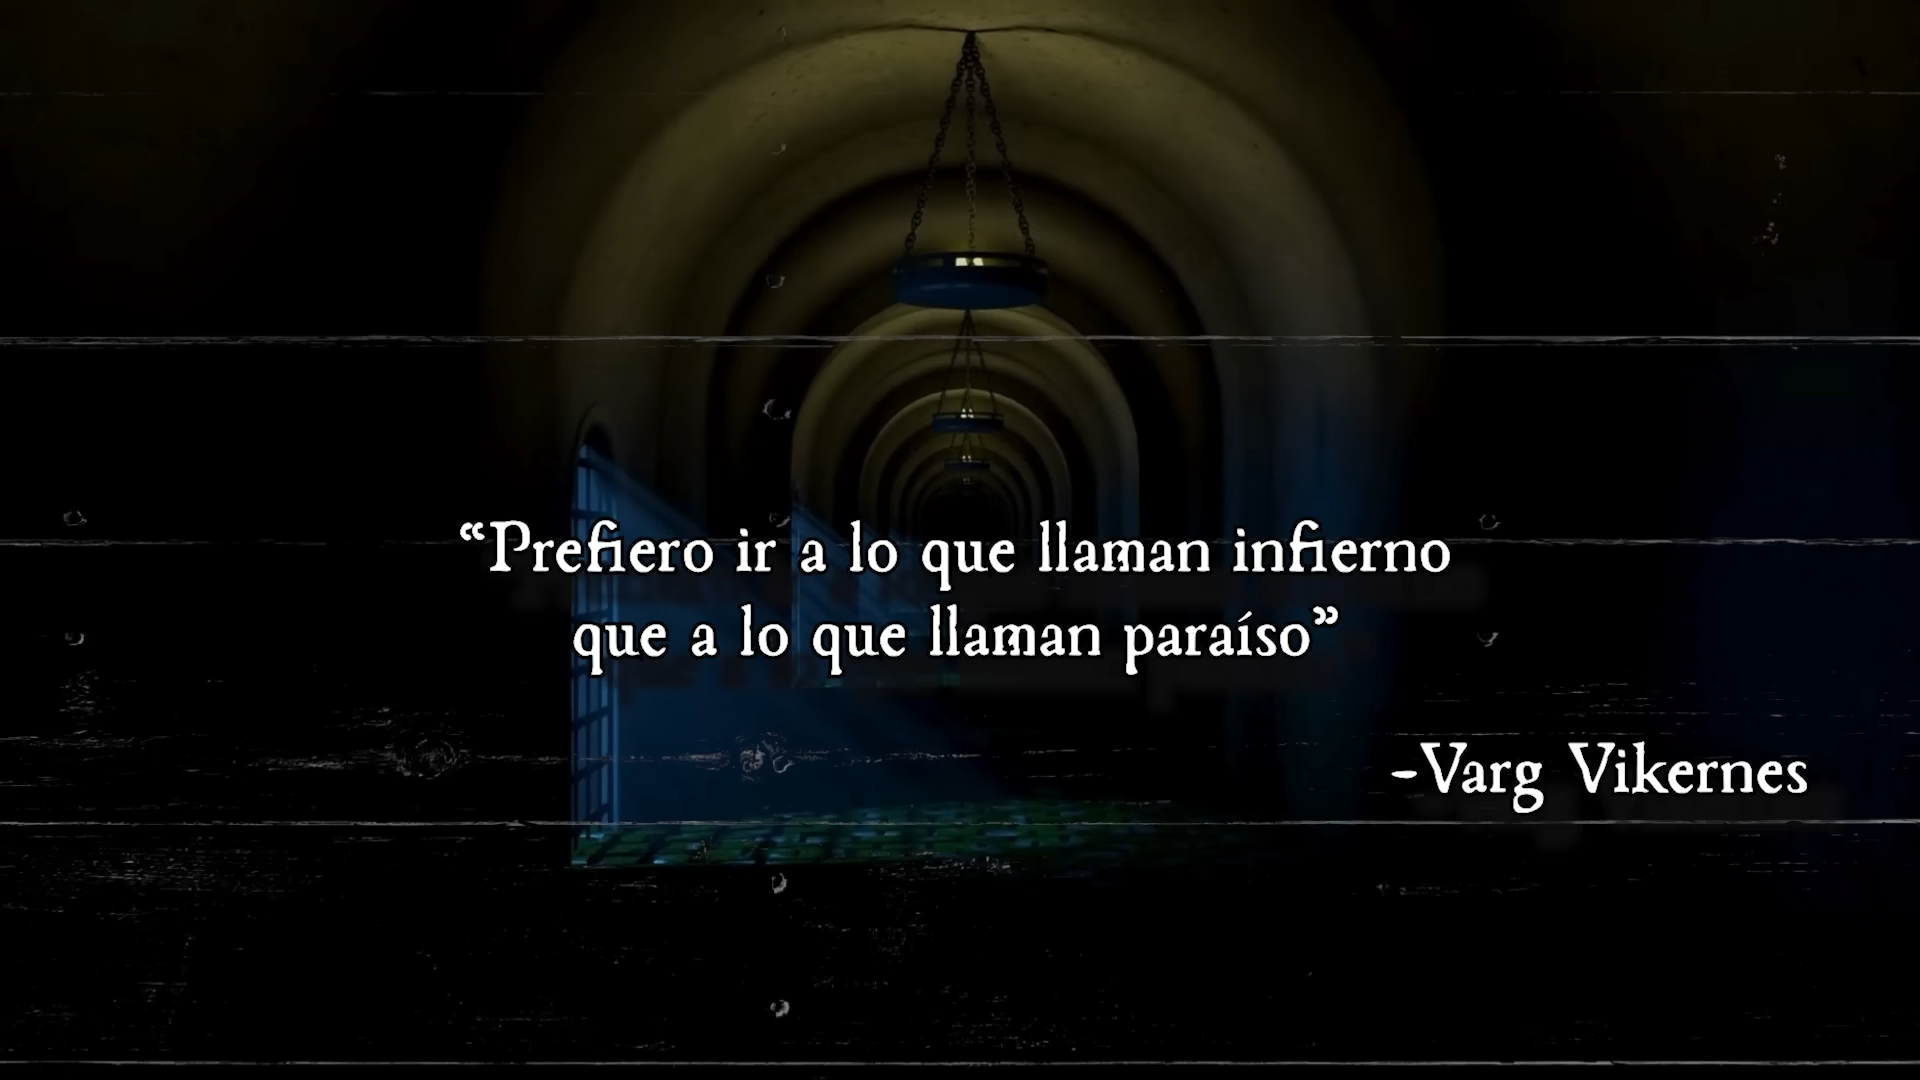 “Prefiero ir a lo que llaman infierno
que a lo que llaman paraíso”
-Varg Vikernes